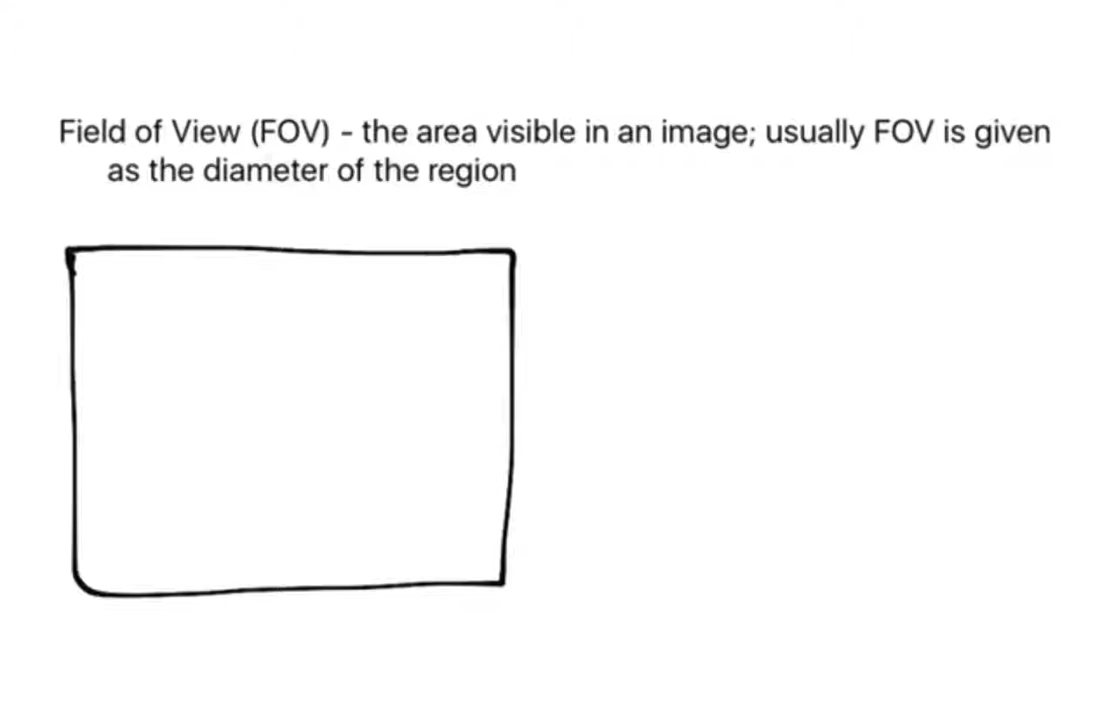 Field of View (FOV) - the area visible in an image; usually FOV is given
as the diameter of the region